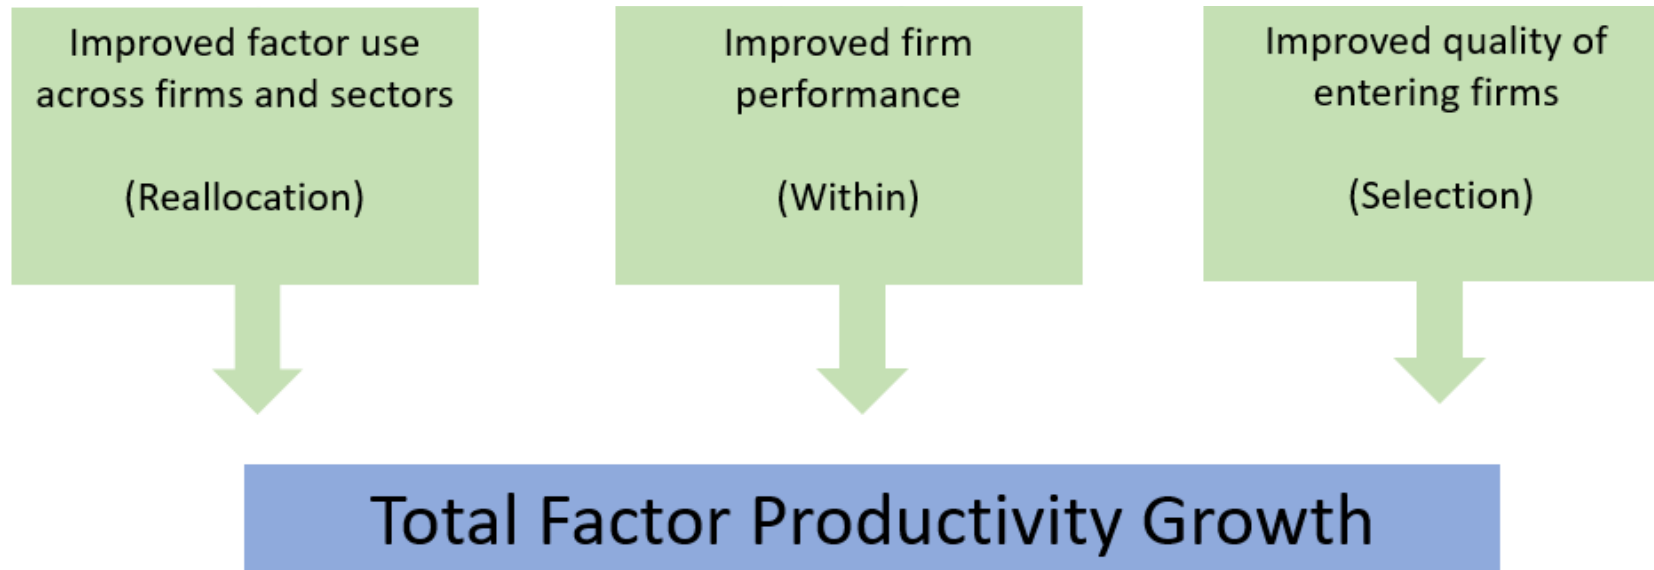 Improved factor use
across firms and sectors
(Reallocation)
Improved firm
performance
(Within)
Improved quality of
entering firms
(Selection)
Total Factor Productivity Growth